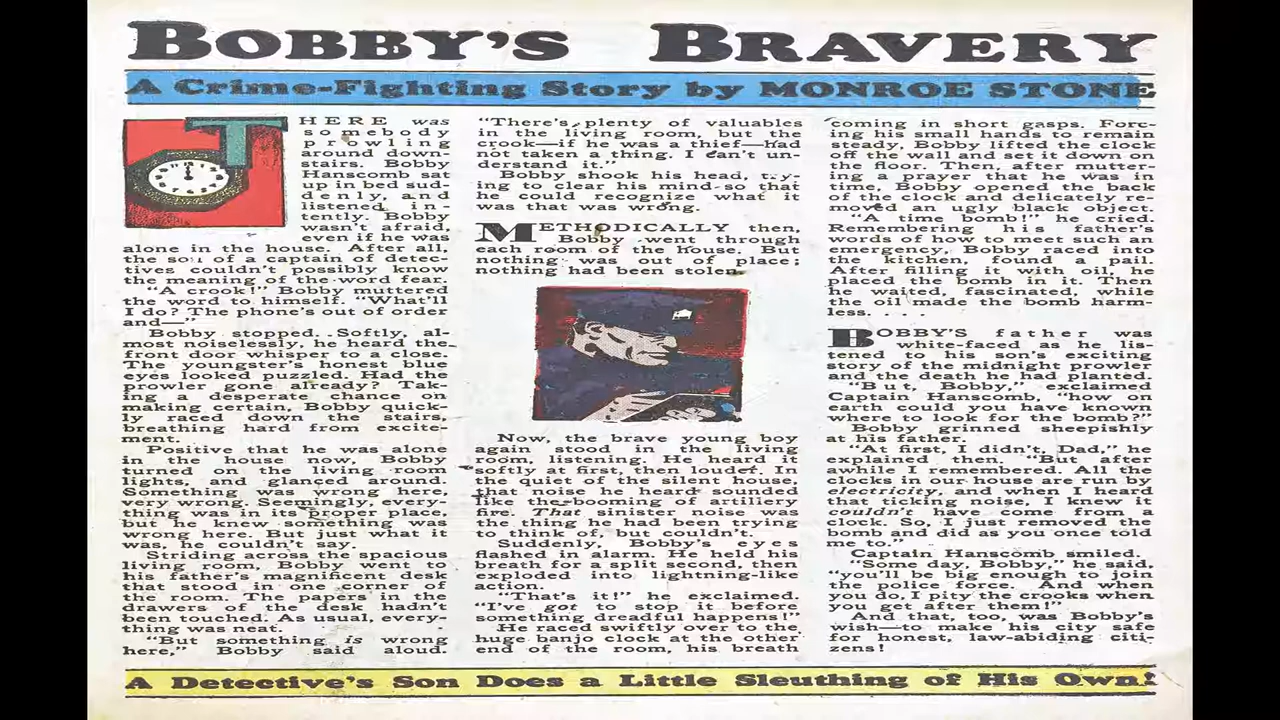 BOBBY'S BRAVERY
A Crime-Fighting Story by MONROE STONE
THERE was
somebody
prowling
around down-
stairs. Bobby
Hanscomb sat
up in bed sud-
denly, and
listened in-
tently. Bobby
wasn't afraid,
even if he was
alone in the house. After all,
the son of a captain of detec-
tives couldn't possibly know
the meaning of the word fear.
"A crook!" Bobby muttered
the word to himself. "What'll
I do? The phone's out of order
and—"
Bobby stopped. Softly, al-
most noiselessly, he heard the
front door whisper to a close.
The youngster's honest blue
eyes looked puzzled. Had the
prowler gone already? Tak-
ing a desperate chance on
making certain, Bobby quick-
ly raced down the stairs,
breathing hard from excite-
ment.
Positive that he was alone
in the house now, Bobby
turned on the living room
lights, and glanced around.
Something was wrong here,
very wrong. Seemingly, every-
thing was in its proper place,
but he knew something was
wrong here. But just what it
was, he couldn't say.
Striding across the spacious
living room, Bobby went to
his father's magnificent desk
that stood in one corner of
the room. The papers in the
drawers of the desk hadn't
been touched. As usual, every-
thing was neat.
"But something is wrong
here," Bobby said aloud.
"There's plenty of valuables
in the living room, but the
crook—if he was a thief—had
not taken a thing. I can't un-
derstand it."
Bobby shook his head, try-
ing to clear his mind so that
he could recognize what it
was that was wrong.
METHODICALLY then,
Bobby went through
each room of the house. But
nothing was out of place;
nothing had been stolen.
Now, the brave young boy
again stood in the living
room, listening. He heard it
softly at first, then louder. In
the quiet of the silent house,
that noise he heard sounded
like the booming of artillery
fire. That sinister noise was
the thing he had been trying
to think of, but couldn't.
Suddenly, Bobby's eyes
flashed in alarm. He held his
breath for a split second, then
exploded into lightning-like
action.
"That's it!" he exclaimed.
"I've got to stop it before
something dreadful happens!"
He raced swiftly over to the
huge banjo clock at the other
end of the room, his breath
coming in short gasps. Forc-
ing his small hands to remain
steady, Bobby lifted the clock
off the wall and set it down on
the floor. Then, after mutter-
ing a prayer that he was in
time, Bobby opened the back
of the clock and delicately re-
moved an ugly black object.
"A time bomb!" he cried.
Remembering his father's
words of how to meet such an
emergency, Bobby raced into
the kitchen, found a pail.
After filling it with oil, he
placed the bomb in it. Then
he waited, fascinated, while
the oil made the bomb harm-
less. . . .
BOBBY'S father was
white-faced as he lis-
tened to his son's exciting
story of the midnight prowler
and the death he had planted.
"But, Bobby," exclaimed
Captain Hanscomb, "how on
earth could you have known
where to look for the bomb?"
Bobby grinned sheepishly
at his father.
"At first, I didn't, Dad," he
explained then. "But after
awhile I remembered. All the
clocks in our house are run by
electricity, and when I heard
that ticking noise, I knew it
couldn't have come from a
clock. So, I just removed the
bomb and did as you once told
me to."
Captain Hanscomb smiled.
"Some day, Bobby," he said,
"you'll be big enough to join
the police force. And when
you do, I pity the crooks when
you get after them!"
And that, too, was Bobby's
wish—to make his city safe
for honest, law-abiding citi-
zens!
A Detective's Son Does a Little Sleuthing of His Own!